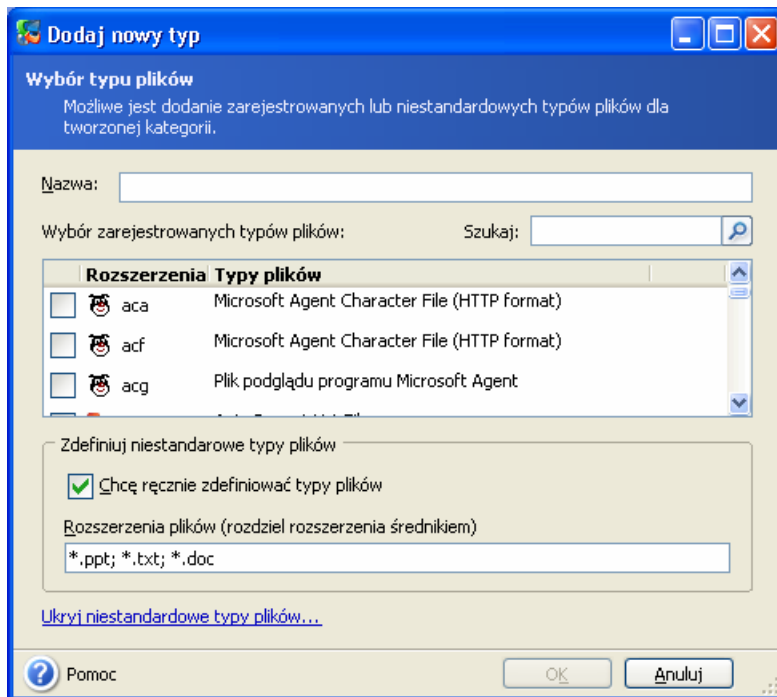 Dodaj nowy typ
Wybór typu plików
Możliwe jest dodanie zarejestrowanych lub niestandardowych typów plików dla
tworzonej kategorii.
Nazwa:
Wybór zarejestrowanych typów plików: Szukaj:
Rozszerzenia Typy plików
aca Microsoft Agent Character File (HTTP format)
acf Microsoft Agent Character File (HTTP format)
acg Plik podglądu programu Microsoft Agent
Zdefiniuj niestandarowe typy plików
Chcę ręcznie zdefiniować typy plików
Rozszerzenia plików (rozdziel rozszerzenia średnikiem)
*.ppt; *.txt; *.doc
Ukryj niestandardowe typy plików...
Pomoc OK Anuluj